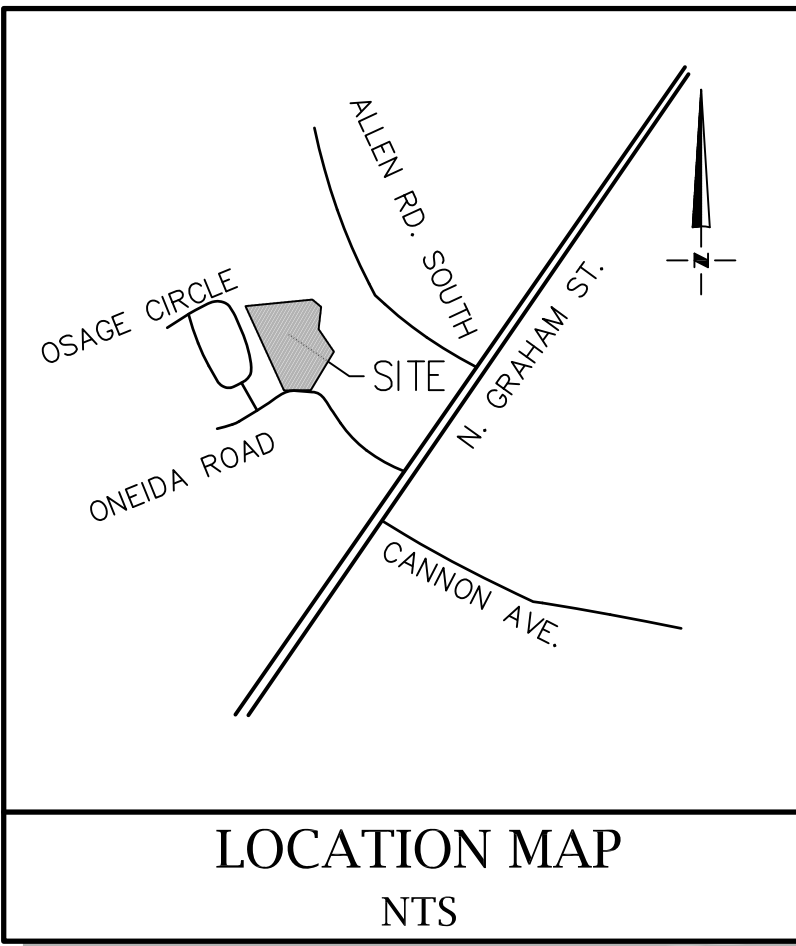 ALLEN RD. SOUTH
N
OSAGE CIRCLE
SITE
N. GRAHAM ST.
ONEIDA ROAD
CANNON AVE.
LOCATION MAP
NTS